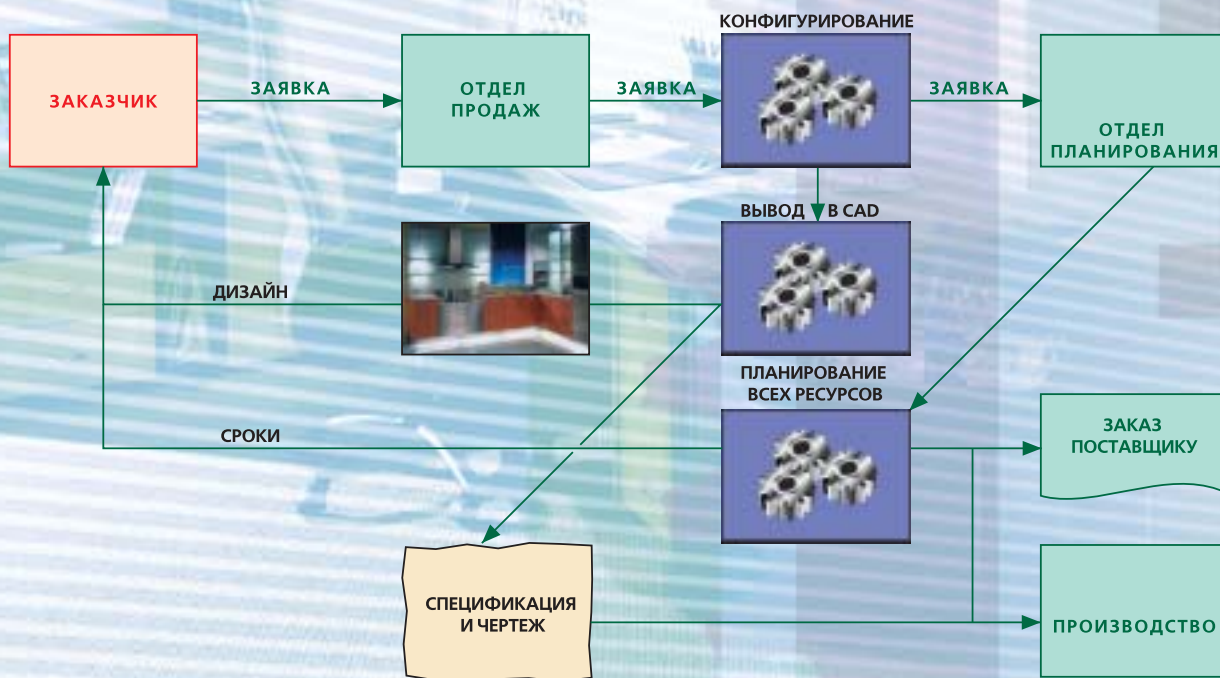 КОНФИГУРИРОВАНИЕ
ЗАКАЗЧИК
ЗАЯВКА
ОТДЕЛ
ПРОДАЖ
ЗАЯВКА
ЗАЯВКА
ОТДЕЛ
ПЛАНИРОВАНИЯ
ВЫВОД В CAD
ДИЗАЙН
ПЛАНИРОВАНИЕ
ВСЕХ РЕСУРСОВ
СРОКИ
ЗАКАЗ
ПОСТАВЩИКУ
СПЕЦИФИКАЦИЯ
И ЧЕРТЕЖ
ПРОИЗВОДСТВО